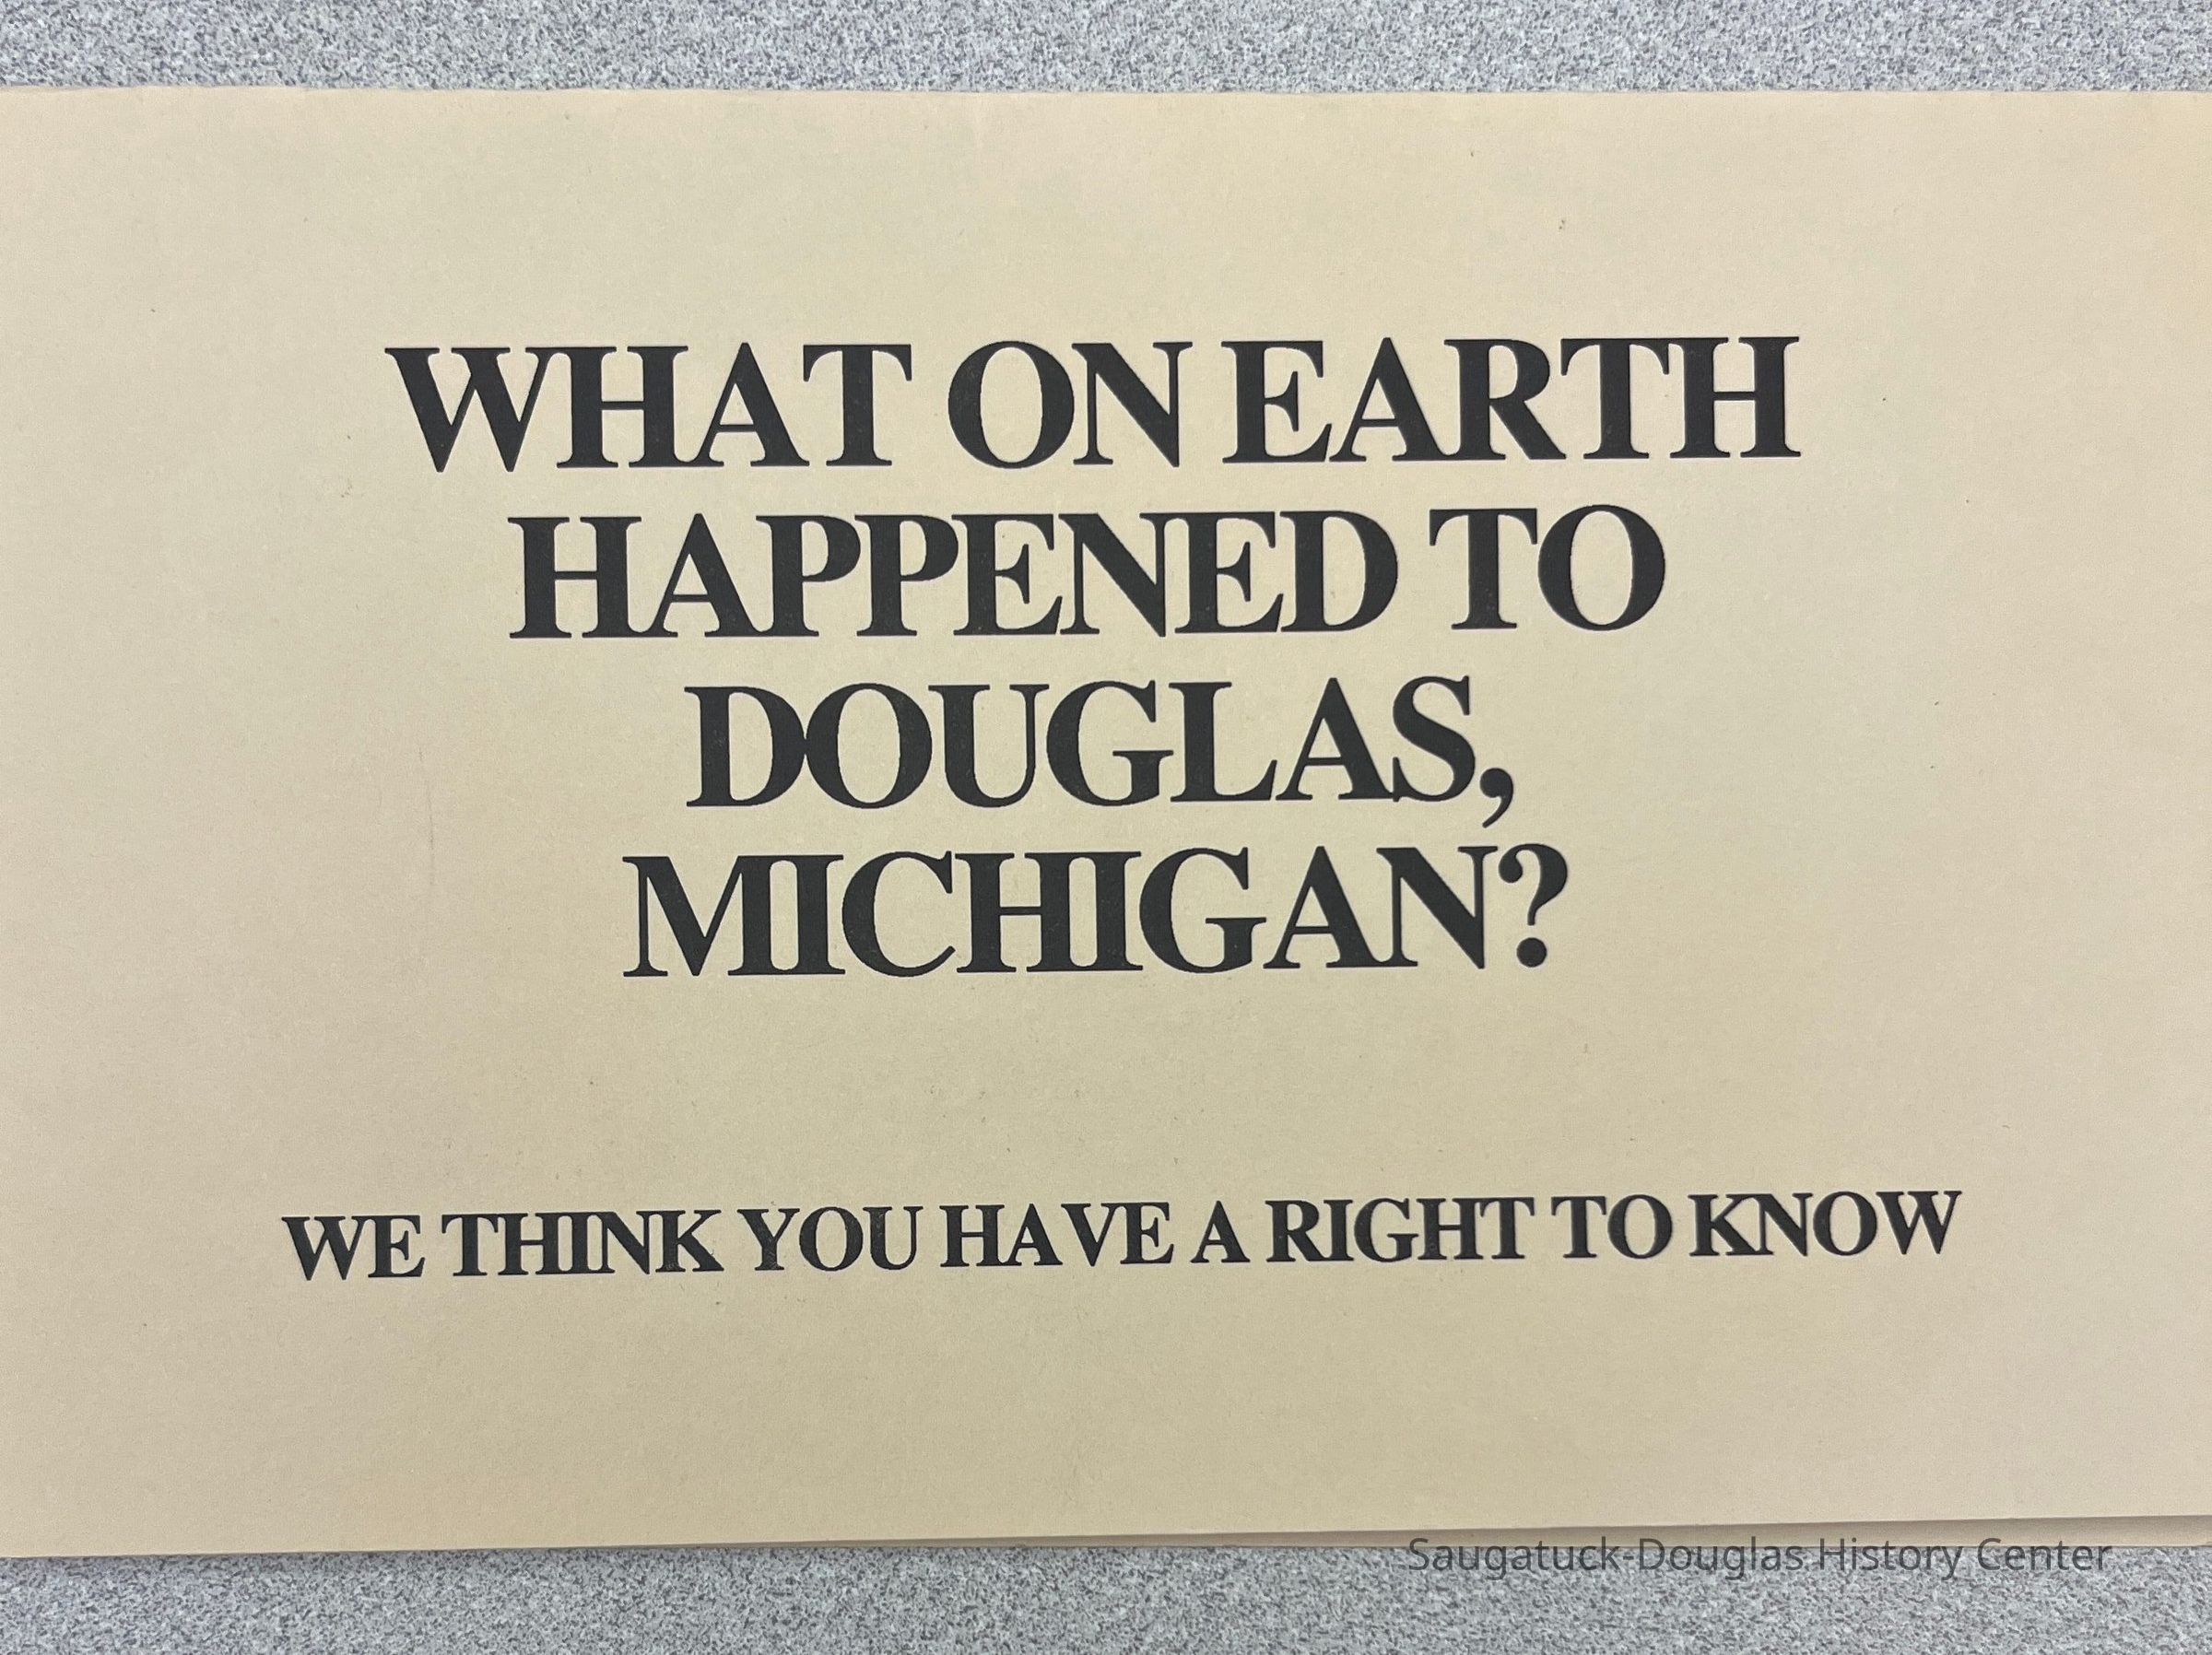 WHAT ON EARTH
HAPPENED TO
DOUGLAS,
MICHIGAN?
WE THINK YOU HAVE A RIGHT TO KNOW
Saugatuck-Douglas History Center